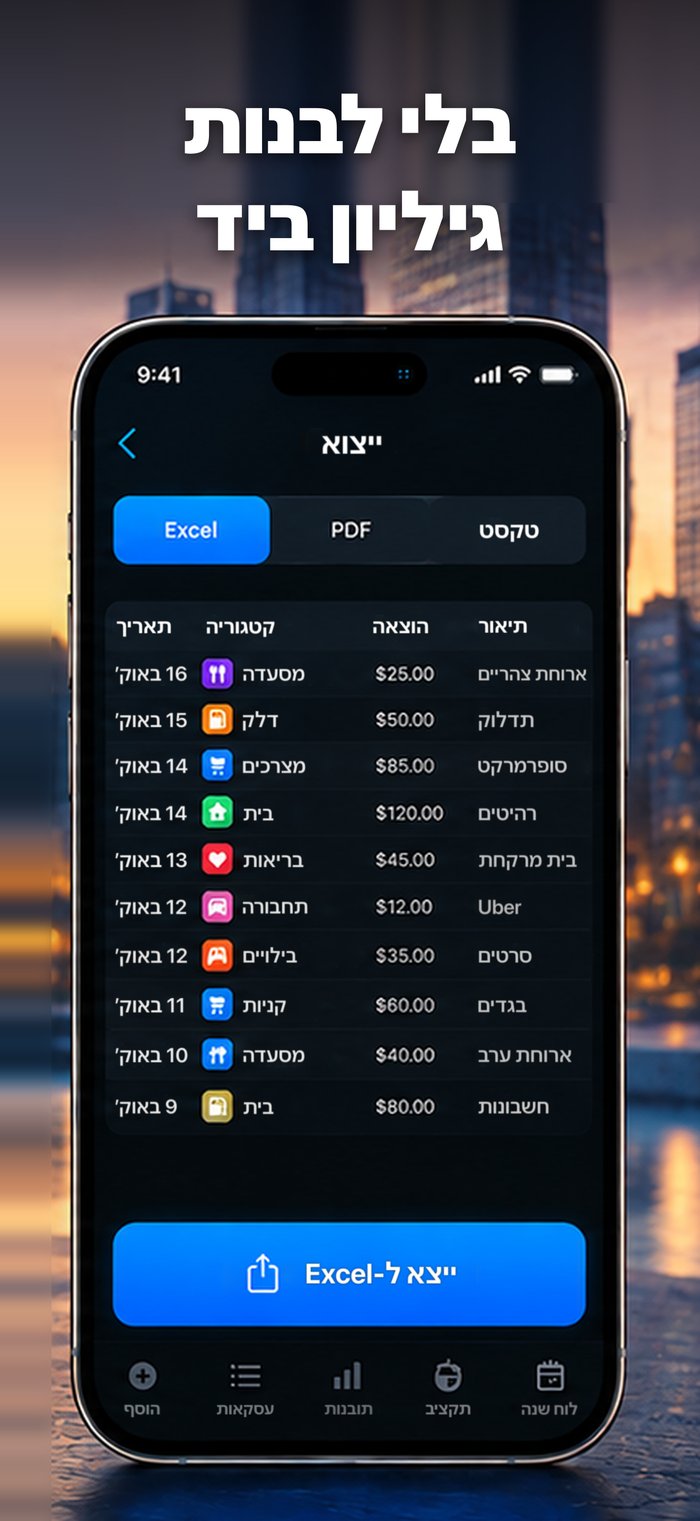 בלי לבנות
גיליון ביד
9:41
ייצוא
Excel PDF טקסט
תאריך קטגוריה הוצאה תיאור
16 באוק׳ מסעדה $25.00 ארוחת צהריים
15 באוק׳ דלק $50.00 תדלוק
14 באוק׳ מצרכים $85.00 סופרמרקט
14 באוק׳ בית $120.00 רהיטים
13 באוק׳ בריאות $45.00 בית מרקחת
12 באוק׳ תחבורה $12.00 Uber
12 באוק׳ בילויים $35.00 סרטים
11 באוק׳ קניות $60.00 בגדים
10 באוק׳ מסעדה $40.00 ארוחת ערב
9 באוק׳ בית $80.00 חשבונות
ייצא ל-Excel
הוסף עסקאות תובנות תקציב לוח שנה